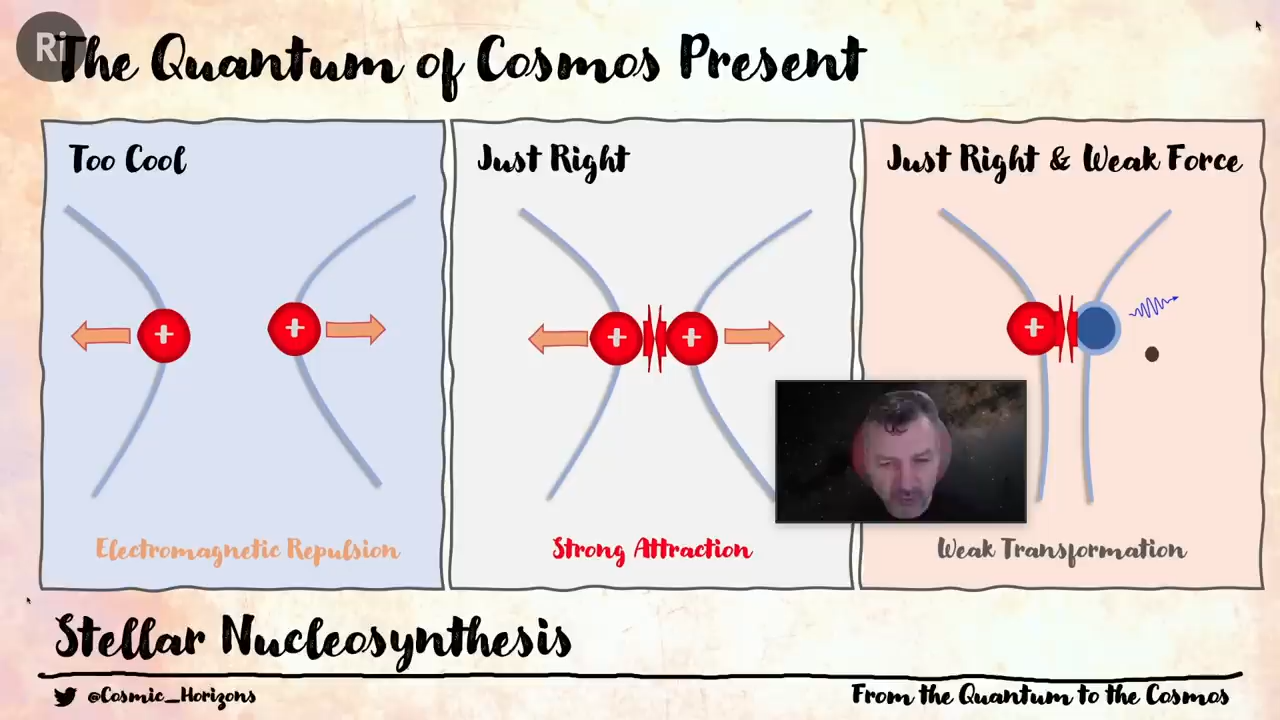 Ri
The Quantum of Cosmos Present
Too Cool
Just Right
Just Right & Weak Force
+
+
+
+
+
Electromagnetic Repulsion
Strong Attraction
Weak Transformation
Stellar Nucleosynthesis
@Cosmic_Horizons
From the Quantum to the Cosmos